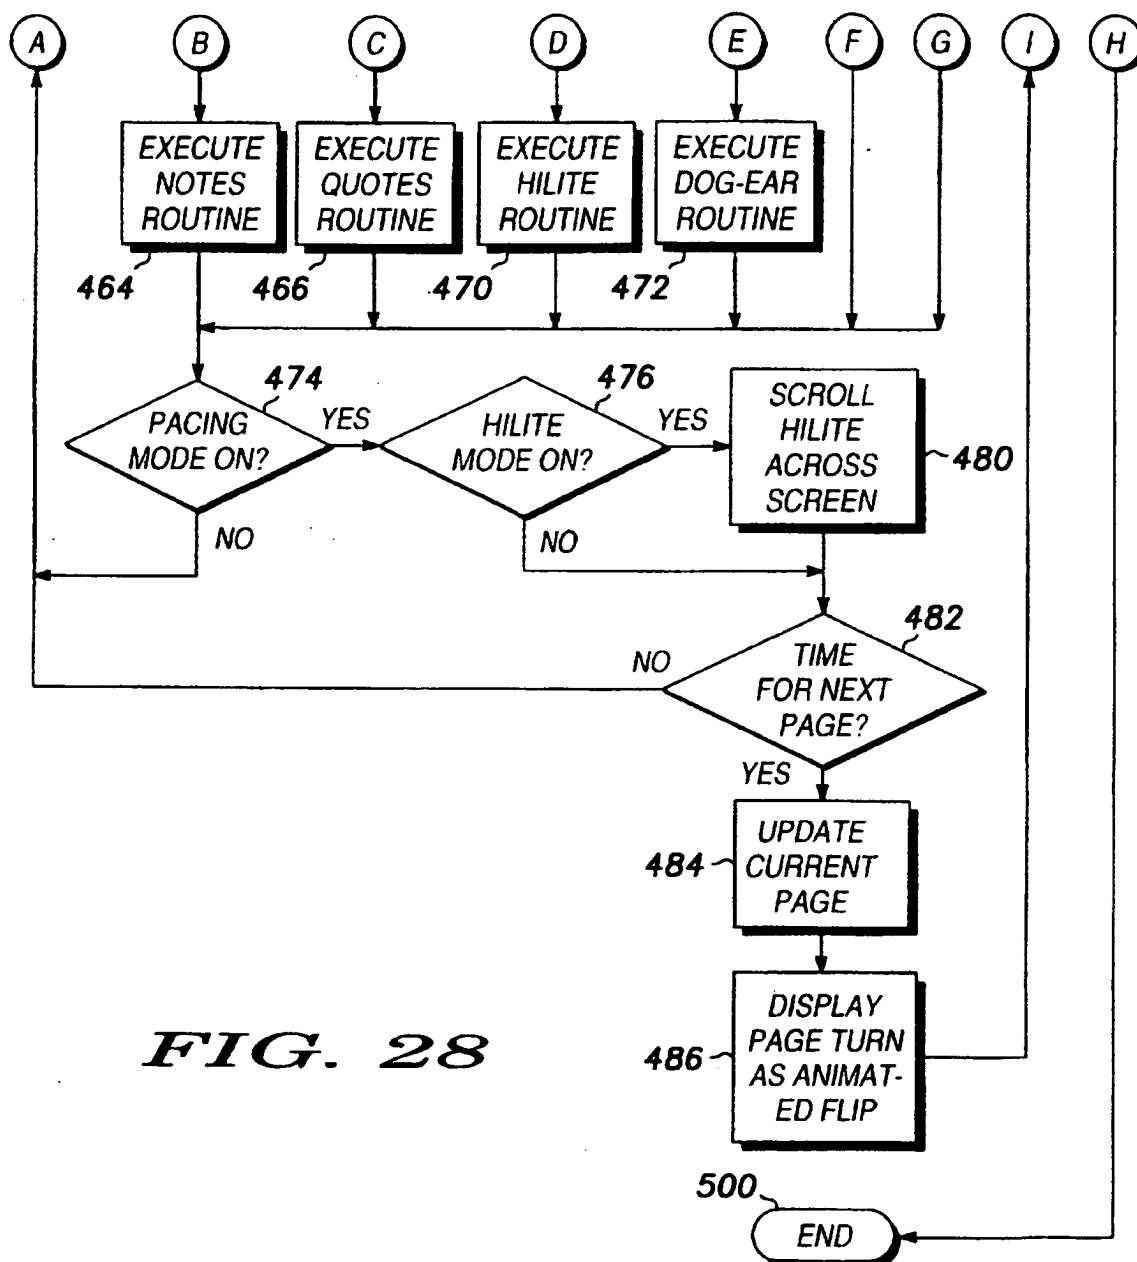 A B C D E F G I H
EXECUTE
NOTES
ROUTINE
464
EXECUTE
QUOTES
ROUTINE
466
EXECUTE
HILITE
ROUTINE
470
EXECUTE
DOG-EAR
ROUTINE
472
PACING
MODE ON?
474
YES
NO
HILITE
MODE ON?
476
YES
NO
SCROLL
HILITE
ACROSS
SCREEN
480
TIME
FOR NEXT
PAGE?
482
NO
YES
UPDATE
CURRENT
PAGE
484
DISPLAY
PAGE TURN
AS ANIMAT-
ED FLIP
486
FIG. 28
500
END